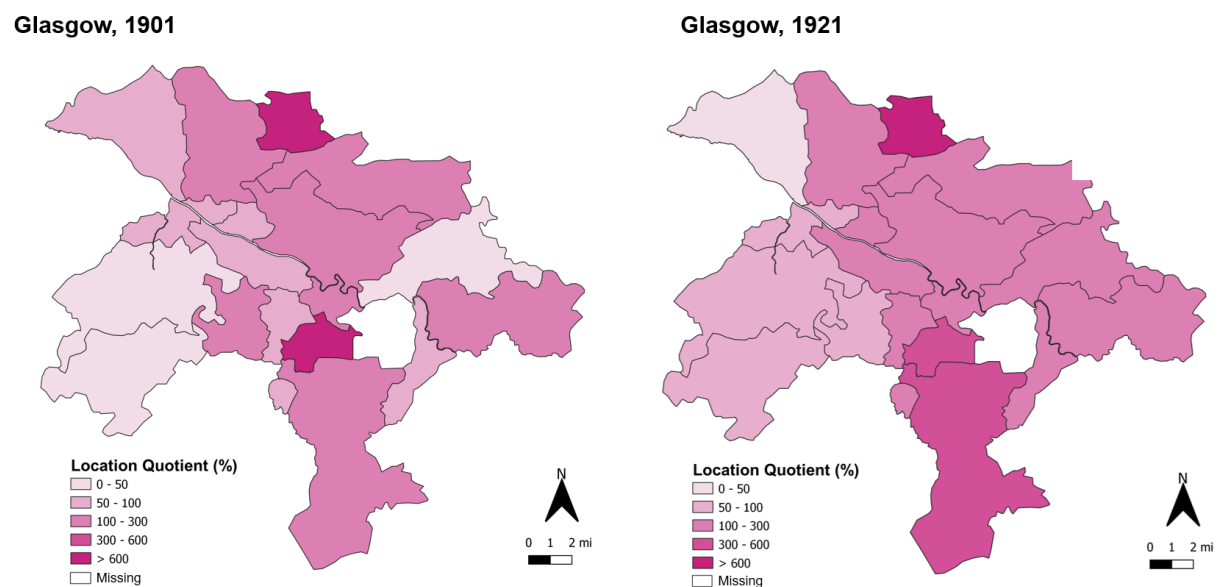 Glasgow, 1901
Glasgow, 1921
Location Quotient (%)
0 - 50
50 - 100
100 - 300
300 - 600
> 600
Missing
N
0 1 2 mi
Location Quotient (%)
0 - 50
50 - 100
100 - 300
300 - 600
> 600
Missing
N
0 1 2 mi